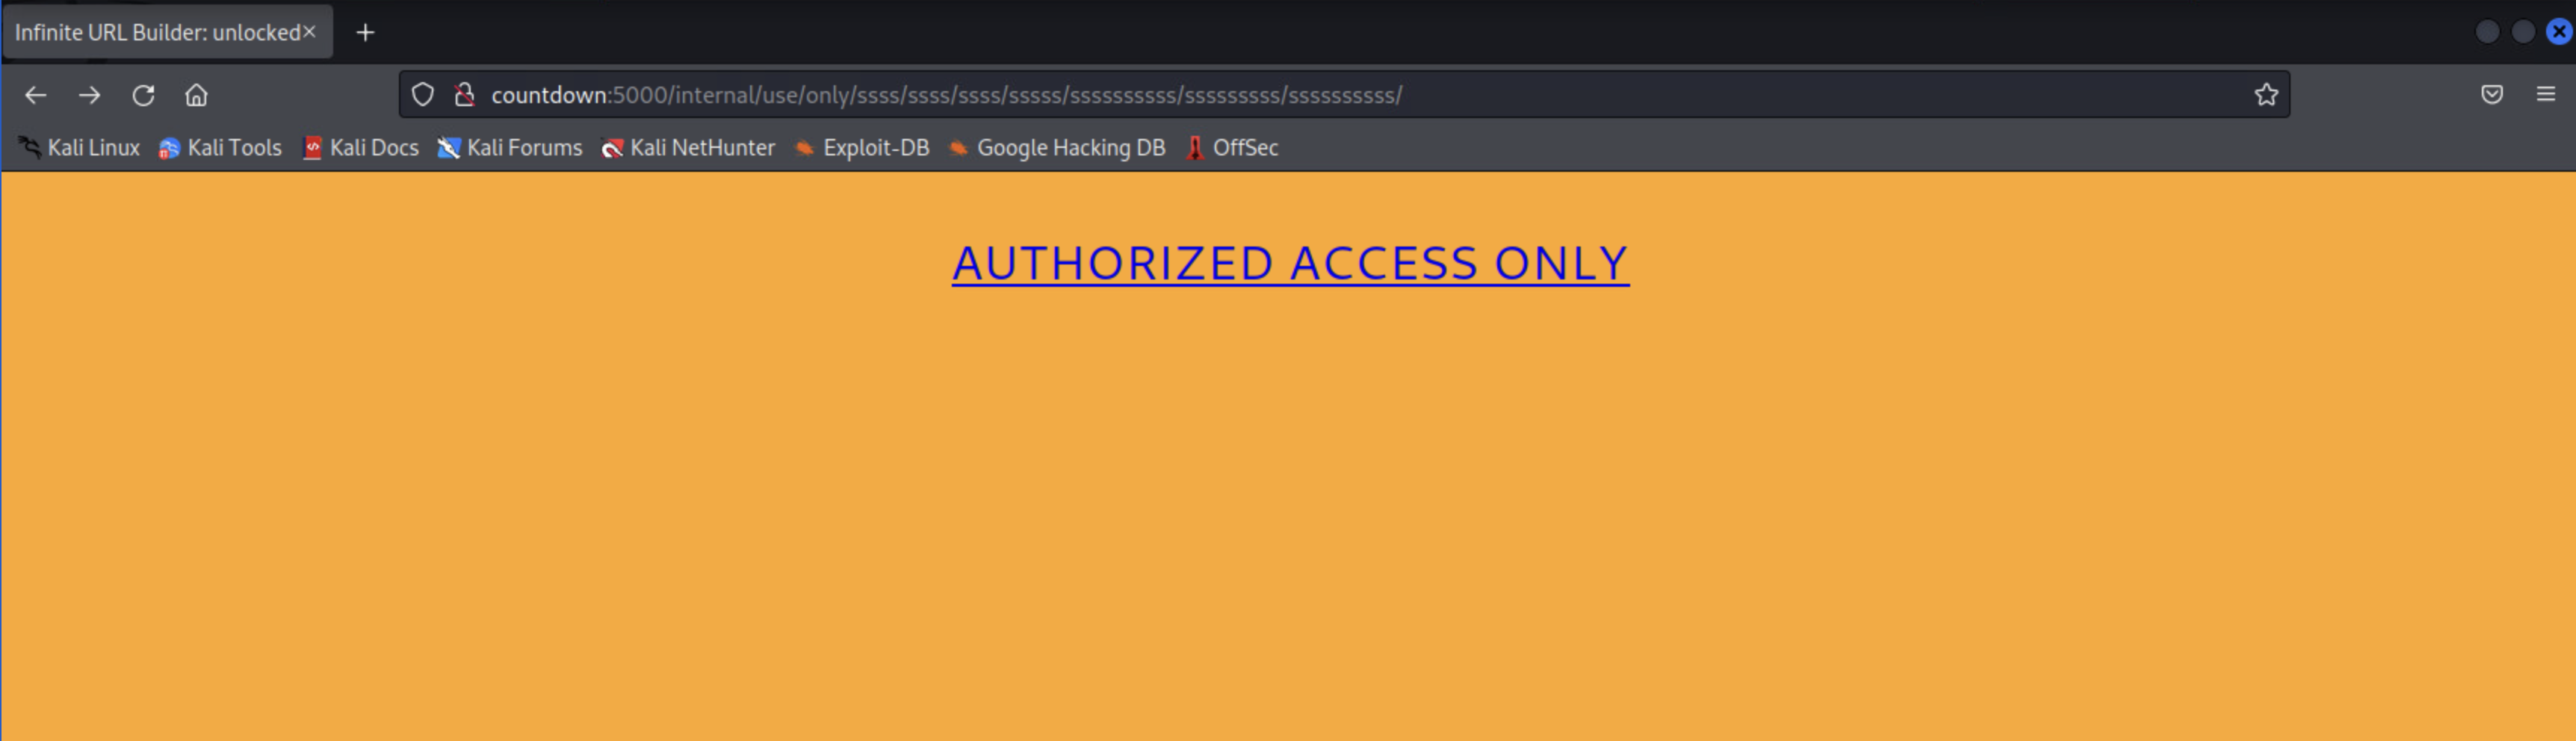 Infinite URL Builder: unlocked
countdown:5000/internal/use/only/ssss/ssss/ssss/sssss/ssssssssss/sssssssss/ssssssssss/
Kali Linux Kali Tools Kali Docs Kali Forums Kali NetHunter Exploit-DB Google Hacking DB OffSec
AUTHORIZED ACCESS ONLY